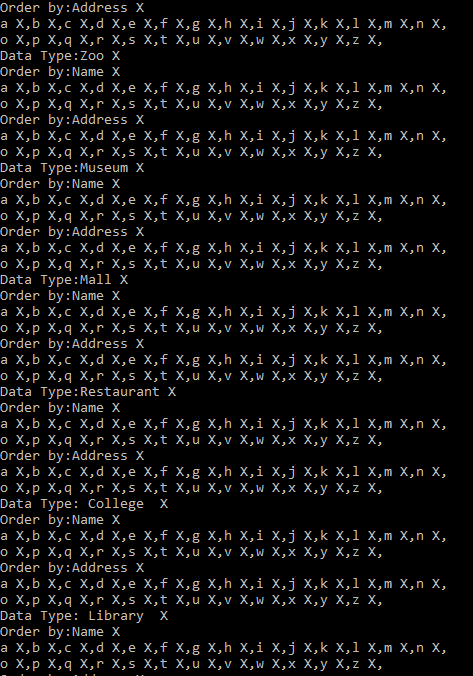 Order by:Address X
a X,b X,c X,d X,e X,f X,g X,h X,i X,j X,k X,l X,m X,n X,
o X,p X,q X,r X,s X,t X,u X,v X,w X,x X,y X,z X,
Data Type:Zoo X
Order by:Name X
a X,b X,c X,d X,e X,f X,g X,h X,i X,j X,k X,l X,m X,n X,
o X,p X,q X,r X,s X,t X,u X,v X,w X,x X,y X,z X,
Order by:Address X
a X,b X,c X,d X,e X,f X,g X,h X,i X,j X,k X,l X,m X,n X,
o X,p X,q X,r X,s X,t X,u X,v X,w X,x X,y X,z X,
Data Type:Museum X
Order by:Name X
a X,b X,c X,d X,e X,f X,g X,h X,i X,j X,k X,l X,m X,n X,
o X,p X,q X,r X,s X,t X,u X,v X,w X,x X,y X,z X,
Order by:Address X
a X,b X,c X,d X,e X,f X,g X,h X,i X,j X,k X,l X,m X,n X,
o X,p X,q X,r X,s X,t X,u X,v X,w X,x X,y X,z X,
Data Type:Mall X
Order by:Name X
a X,b X,c X,d X,e X,f X,g X,h X,i X,j X,k X,l X,m X,n X,
o X,p X,q X,r X,s X,t X,u X,v X,w X,x X,y X,z X,
Order by:Address X
a X,b X,c X,d X,e X,f X,g X,h X,i X,j X,k X,l X,m X,n X,
o X,p X,q X,r X,s X,t X,u X,v X,w X,x X,y X,z X,
Data Type:Restaurant X
Order by:Name X
a X,b X,c X,d X,e X,f X,g X,h X,i X,j X,k X,l X,m X,n X,
o X,p X,q X,r X,s X,t X,u X,v X,w X,x X,y X,z X,
Order by:Address X
a X,b X,c X,d X,e X,f X,g X,h X,i X,j X,k X,l X,m X,n X,
o X,p X,q X,r X,s X,t X,u X,v X,w X,x X,y X,z X,
Data Type: College  X
Order by:Name X
a X,b X,c X,d X,e X,f X,g X,h X,i X,j X,k X,l X,m X,n X,
o X,p X,q X,r X,s X,t X,u X,v X,w X,x X,y X,z X,
Order by:Address X
a X,b X,c X,d X,e X,f X,g X,h X,i X,j X,k X,l X,m X,n X,
o X,p X,q X,r X,s X,t X,u X,v X,w X,x X,y X,z X,
Data Type: Library  X
Order by:Name X
a X,b X,c X,d X,e X,f X,g X,h X,i X,j X,k X,l X,m X,n X,
o X,p X,q X,r X,s X,t X,u X,v X,w X,x X,y X,z X,